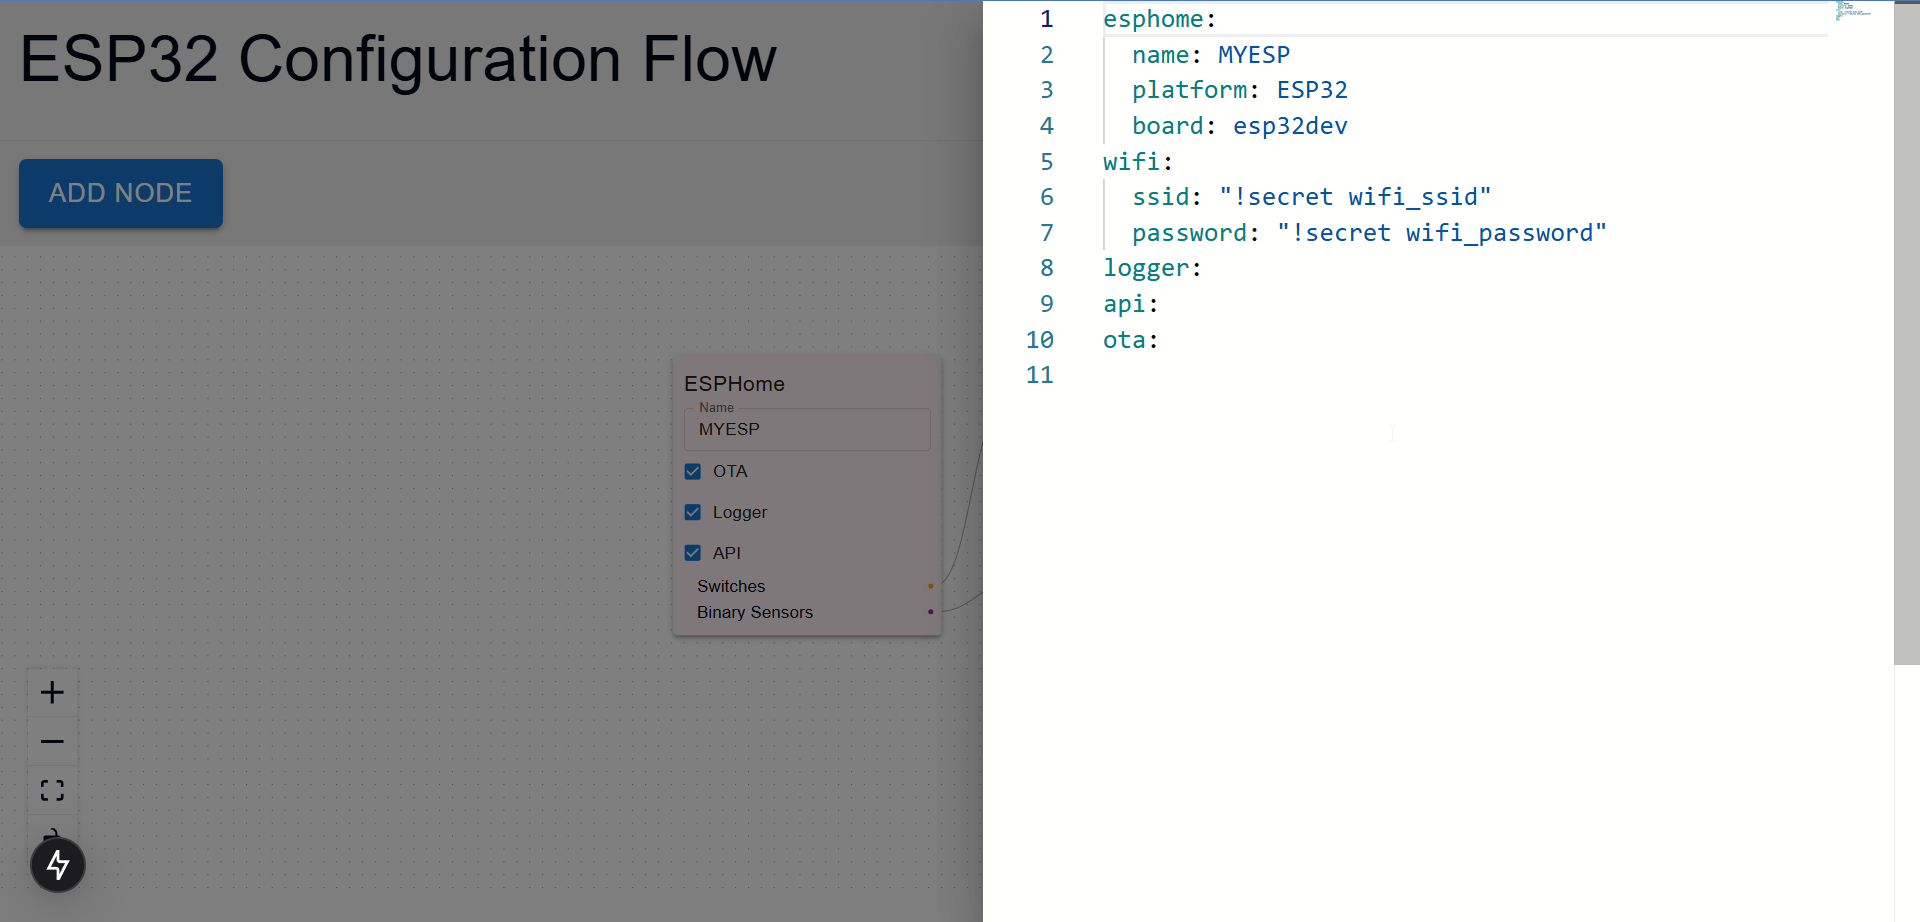 ESP32 Configuration Flow
ADD NODE
ESPHome
Name
MYESP
OTA
Logger
API
Switches
Binary Sensors
1 esphome:
2 name: MYESP
3 platform: ESP32
4 board: esp32dev
5 wifi:
6 ssid: "!secret wifi_ssid"
7 password: "!secret wifi_password"
8 logger:
9 api:
10 ota:
11